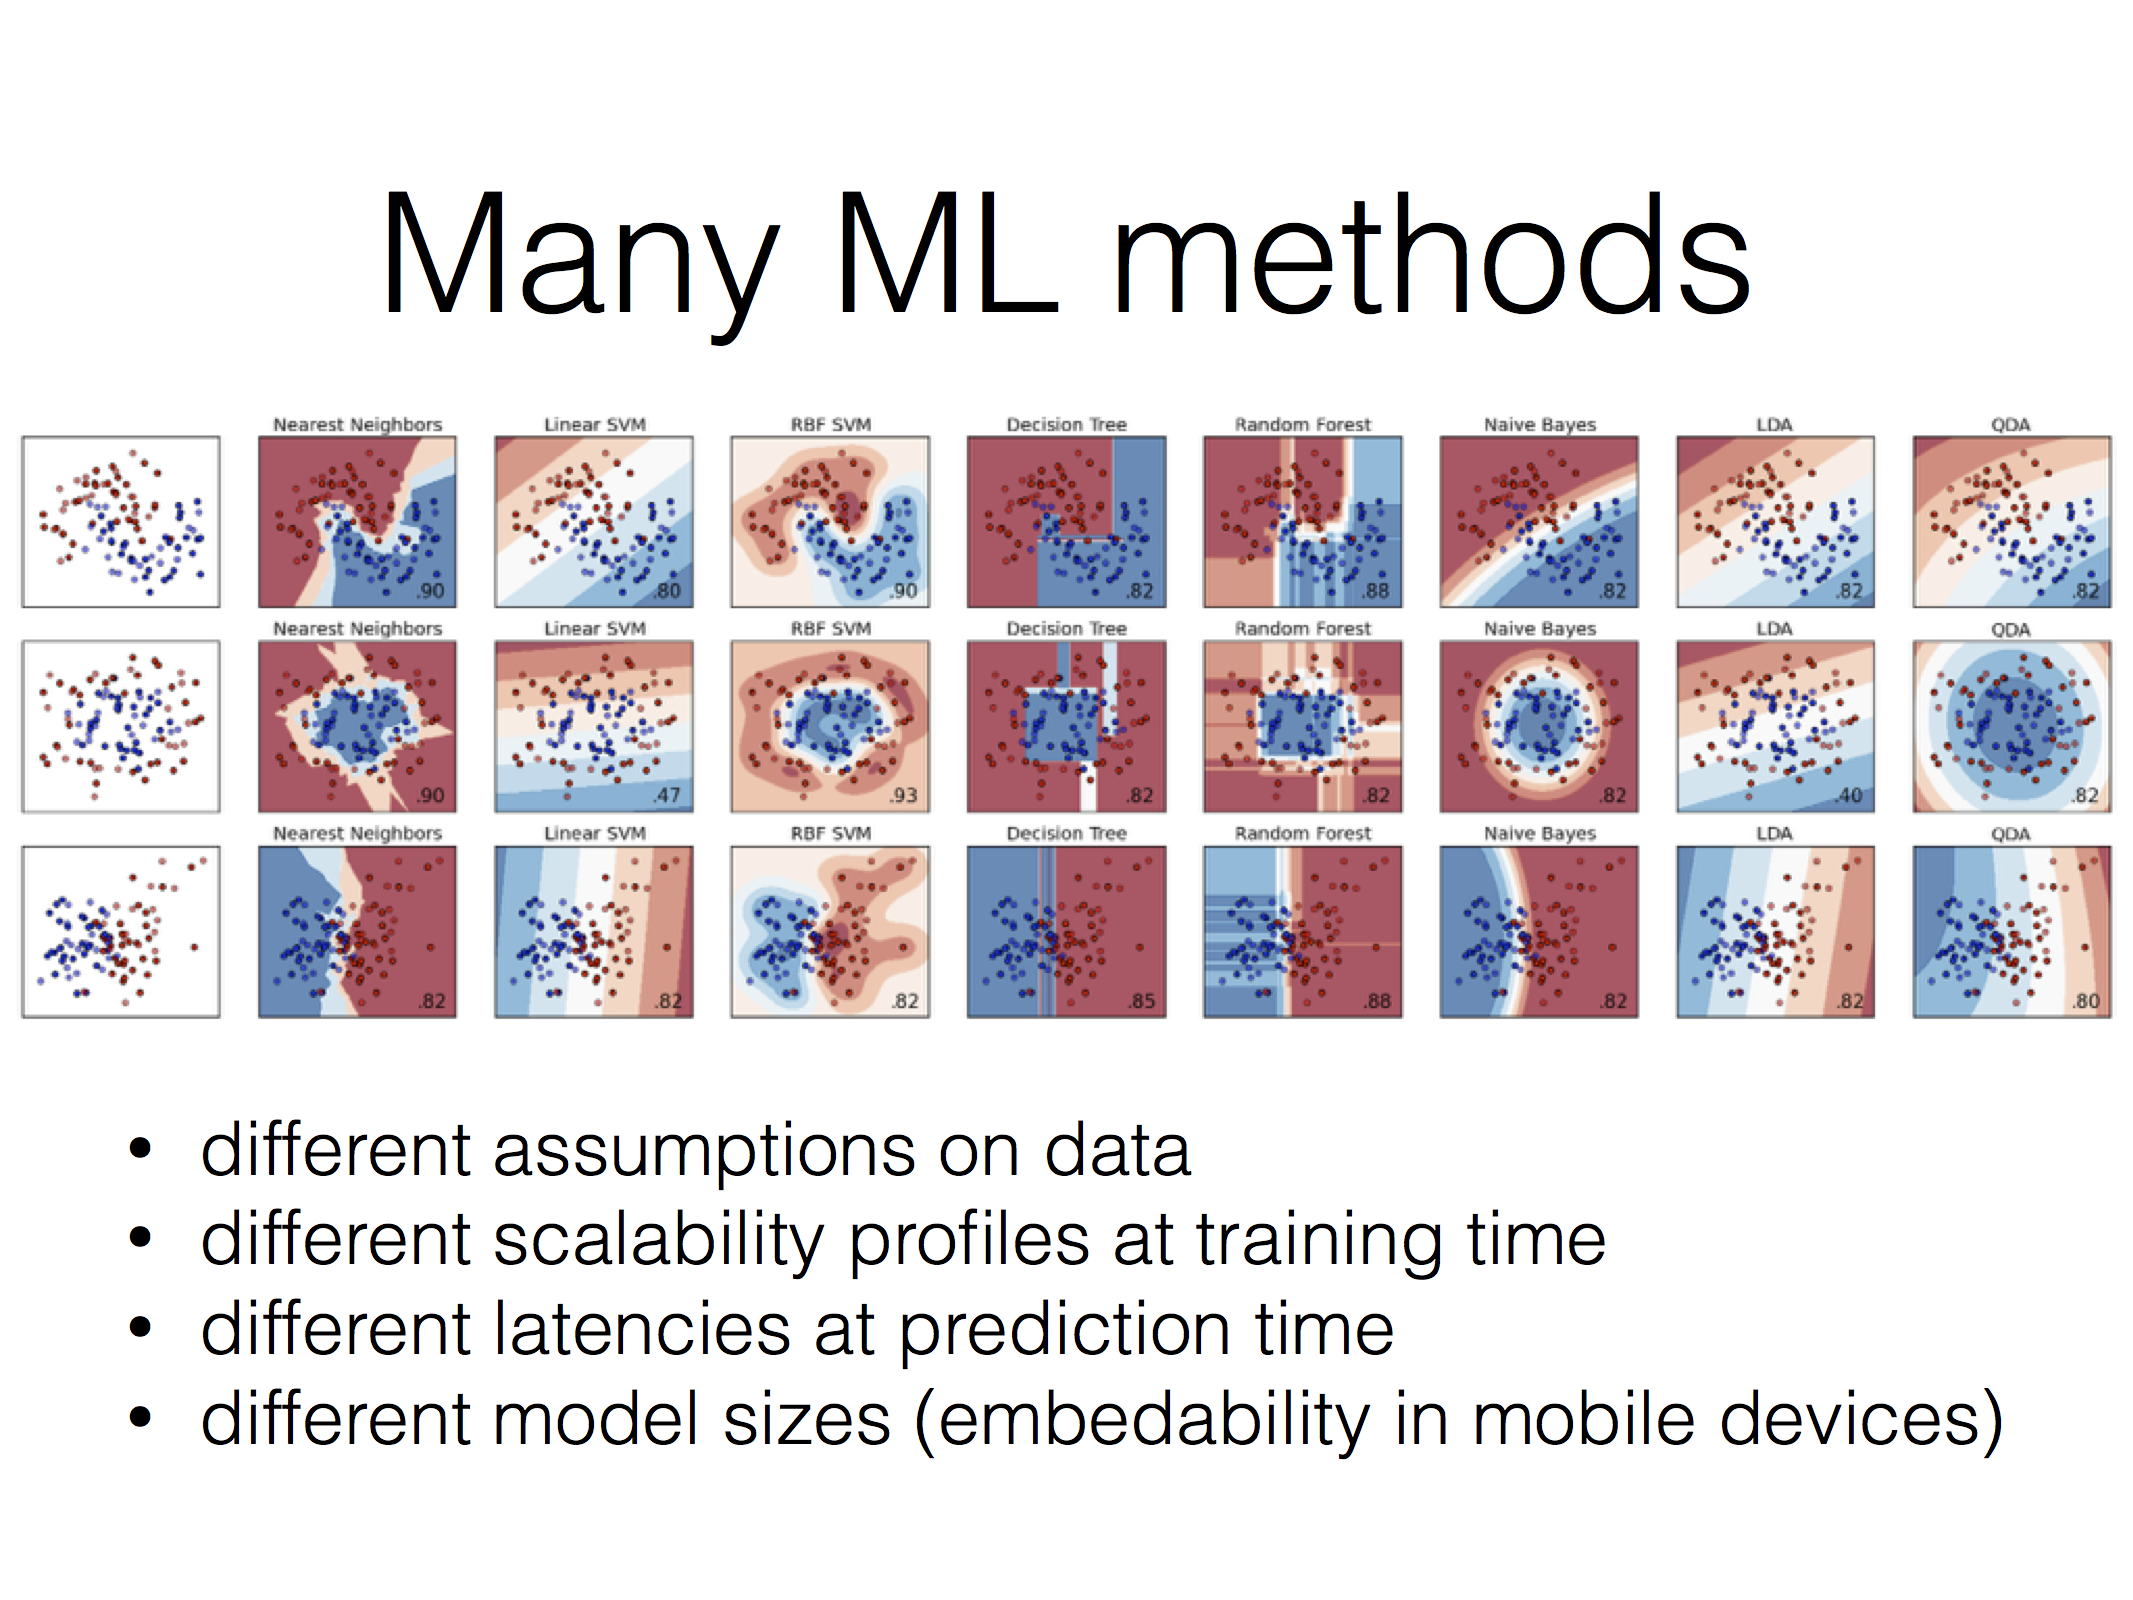 Many ML methods
Nearest Neighbors Linear SVM RBF SVM Decision Tree Random Forest Naive Bayes LDA QDA
.90 .80 .90 .82 .88 .82 .82 .82
Nearest Neighbors Linear SVM RBF SVM Decision Tree Random Forest Naive Bayes LDA QDA
.90 .47 .93 .82 .82 .82 .40 .82
Nearest Neighbors Linear SVM RBF SVM Decision Tree Random Forest Naive Bayes LDA QDA
.82 .82 .82 .85 .88 .82 .82 .80
• different assumptions on data
• different scalability profiles at training time
• different latencies at prediction time
• different model sizes (embedability in mobile devices)